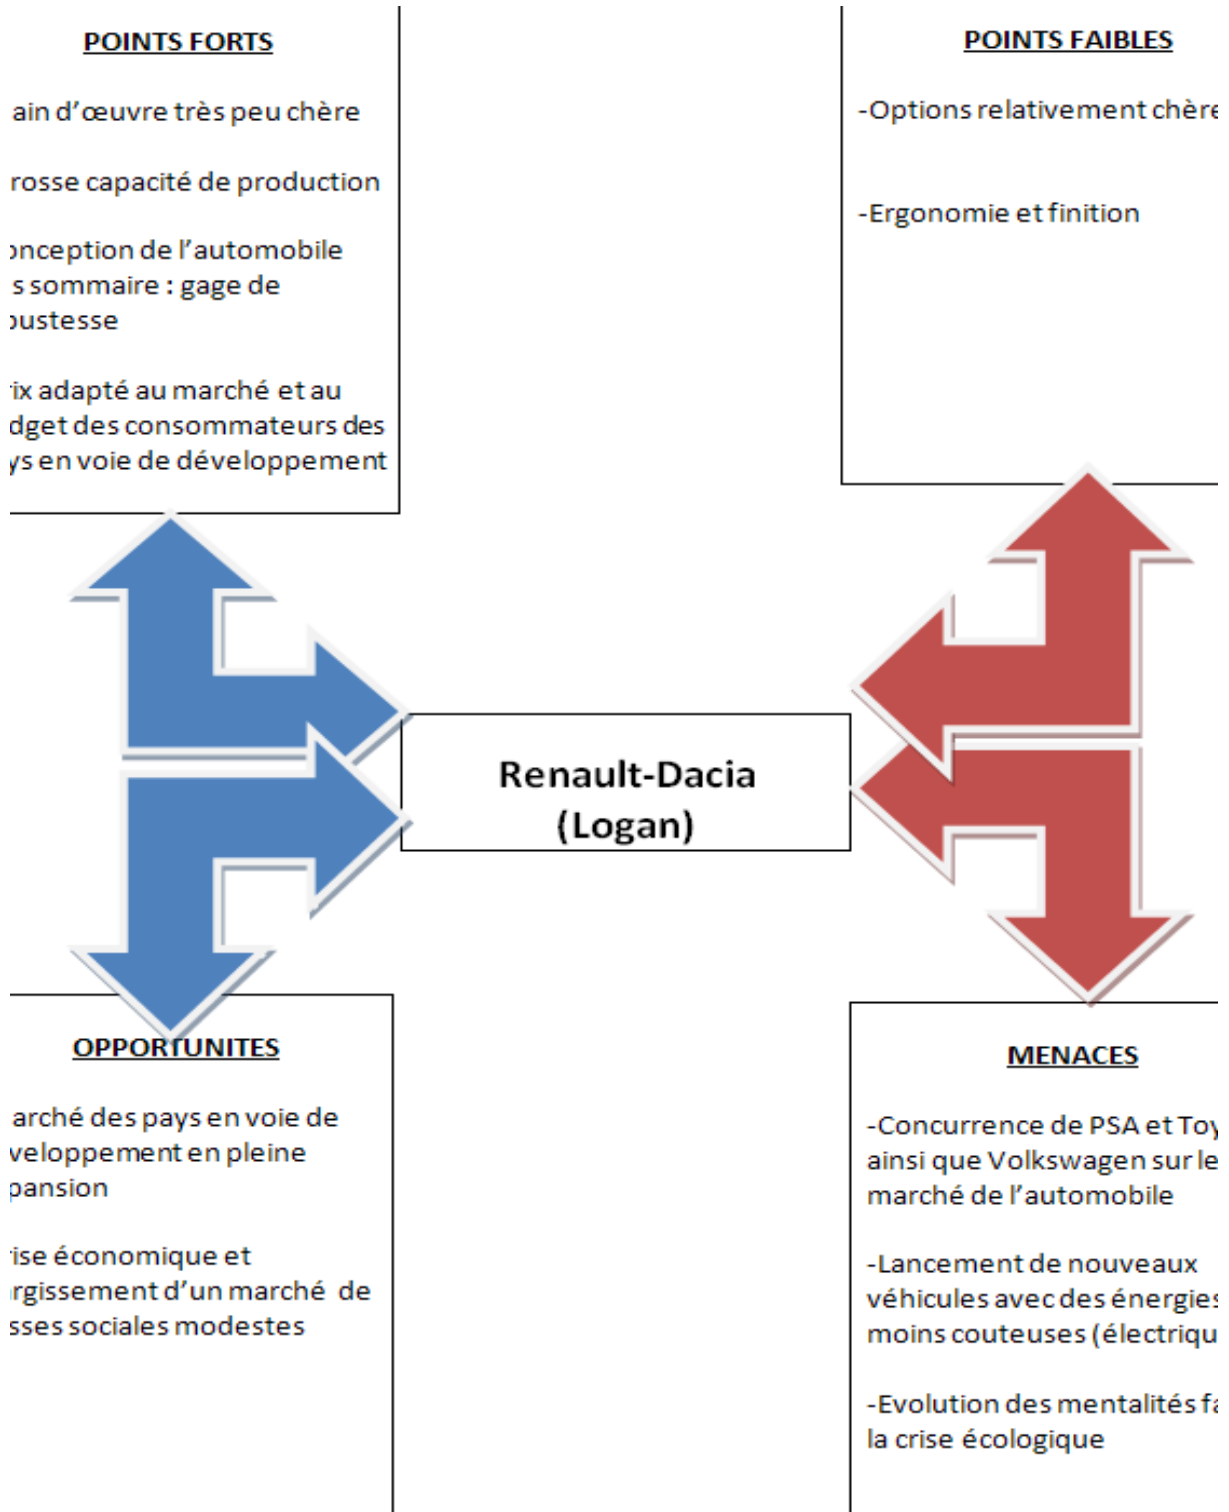 POINTS FORTS
ain d’œuvre très peu chère
rosse capacité de production
onception de l’automobile
s sommaire : gage de
oustesse
rix adapté au marché et au
dget des consommateurs des
ys en voie de développement
POINTS FAIBLES
-Options relativement chère
-Ergonomie et finition
Renault-Dacia
(Logan)
OPPORTUNITES
arché des pays en voie de
veloppement en pleine
pansion
rise économique et
rgissement d’un marché de
sses sociales modestes
MENACES
-Concurrence de PSA et Toy
ainsi que Volkswagen sur le
marché de l’automobile
-Lancement de nouveaux
véhicules avec des énergies
moins couteuses (électriqu
-Evolution des mentalités fa
la crise écologique